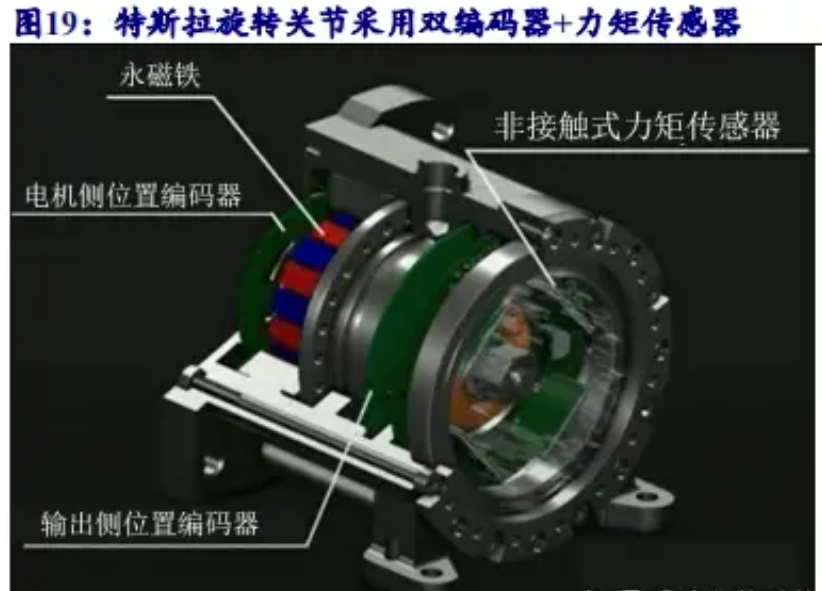 图19：特斯拉旋转关节采用双编码器+力矩传感器
永磁铁
非接触式力矩传感器
电机侧位置编码器
输出侧位置编码器